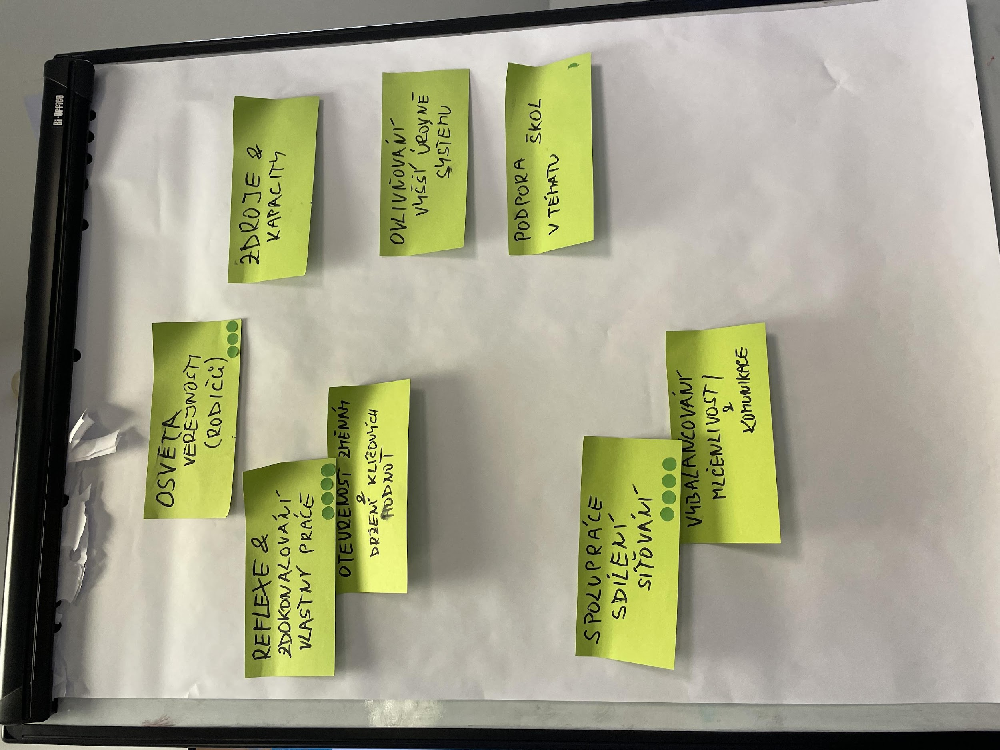 Bi-Office
OSVĚTA
VEŘEJNOSTI
(RODIČŮ)
ZDROJE &
KAPACITY
REFLEXE &
ZDOKONALOVÁNÍ
VLASTNÍ PRÁCE
OTEVŘENOST ZMĚNÁM
&
DRŽENÍ KLÍČOVÝCH
HODNOT
OVLIVŇOVÁNÍ
VYŠŠÍ ÚROVNĚ
SYSTÉMU
PODPORA ŠKOL
V TÉMATU
SPOLUPRÁCE
SDÍLENÍ
SÍŤOVÁNÍ
VYBALANCOVÁNÍ
MLČENLIVOSTI
&
KOMUNIKACE